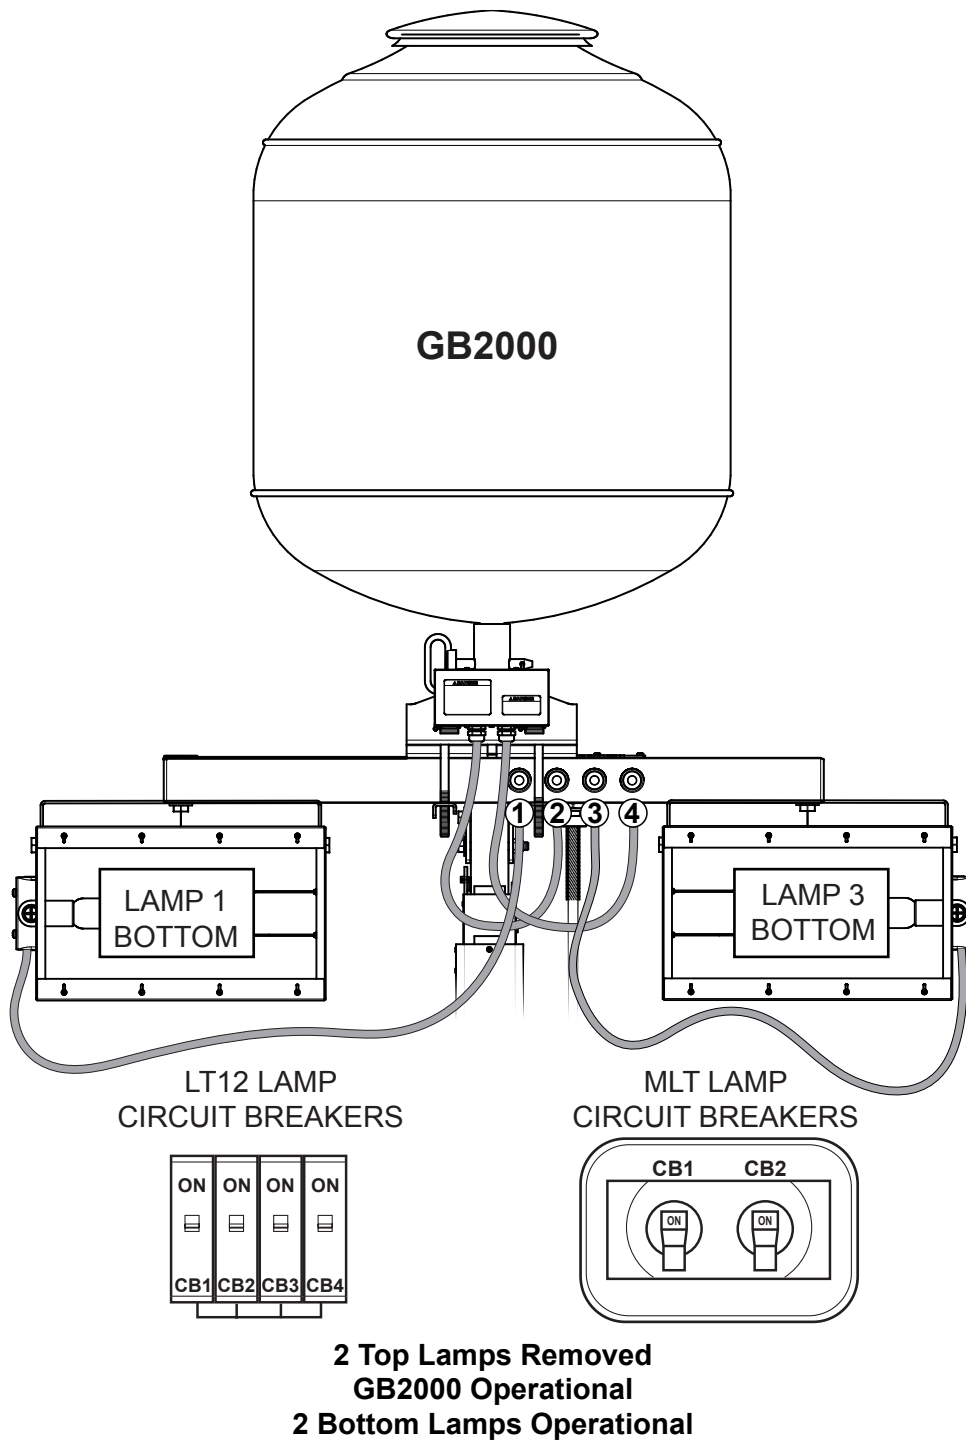 GB2000
⚠WARNING
⚠WARNING
1 2 3 4
LAMP 1
BOTTOM
LAMP 3
BOTTOM
LT12 LAMP
CIRCUIT BREAKERS
ON ON ON ON
CB1 CB2 CB3 CB4
MLT LAMP
CIRCUIT BREAKERS
CB1 CB2
ON ON
2 Top Lamps Removed
GB2000 Operational
2 Bottom Lamps Operational